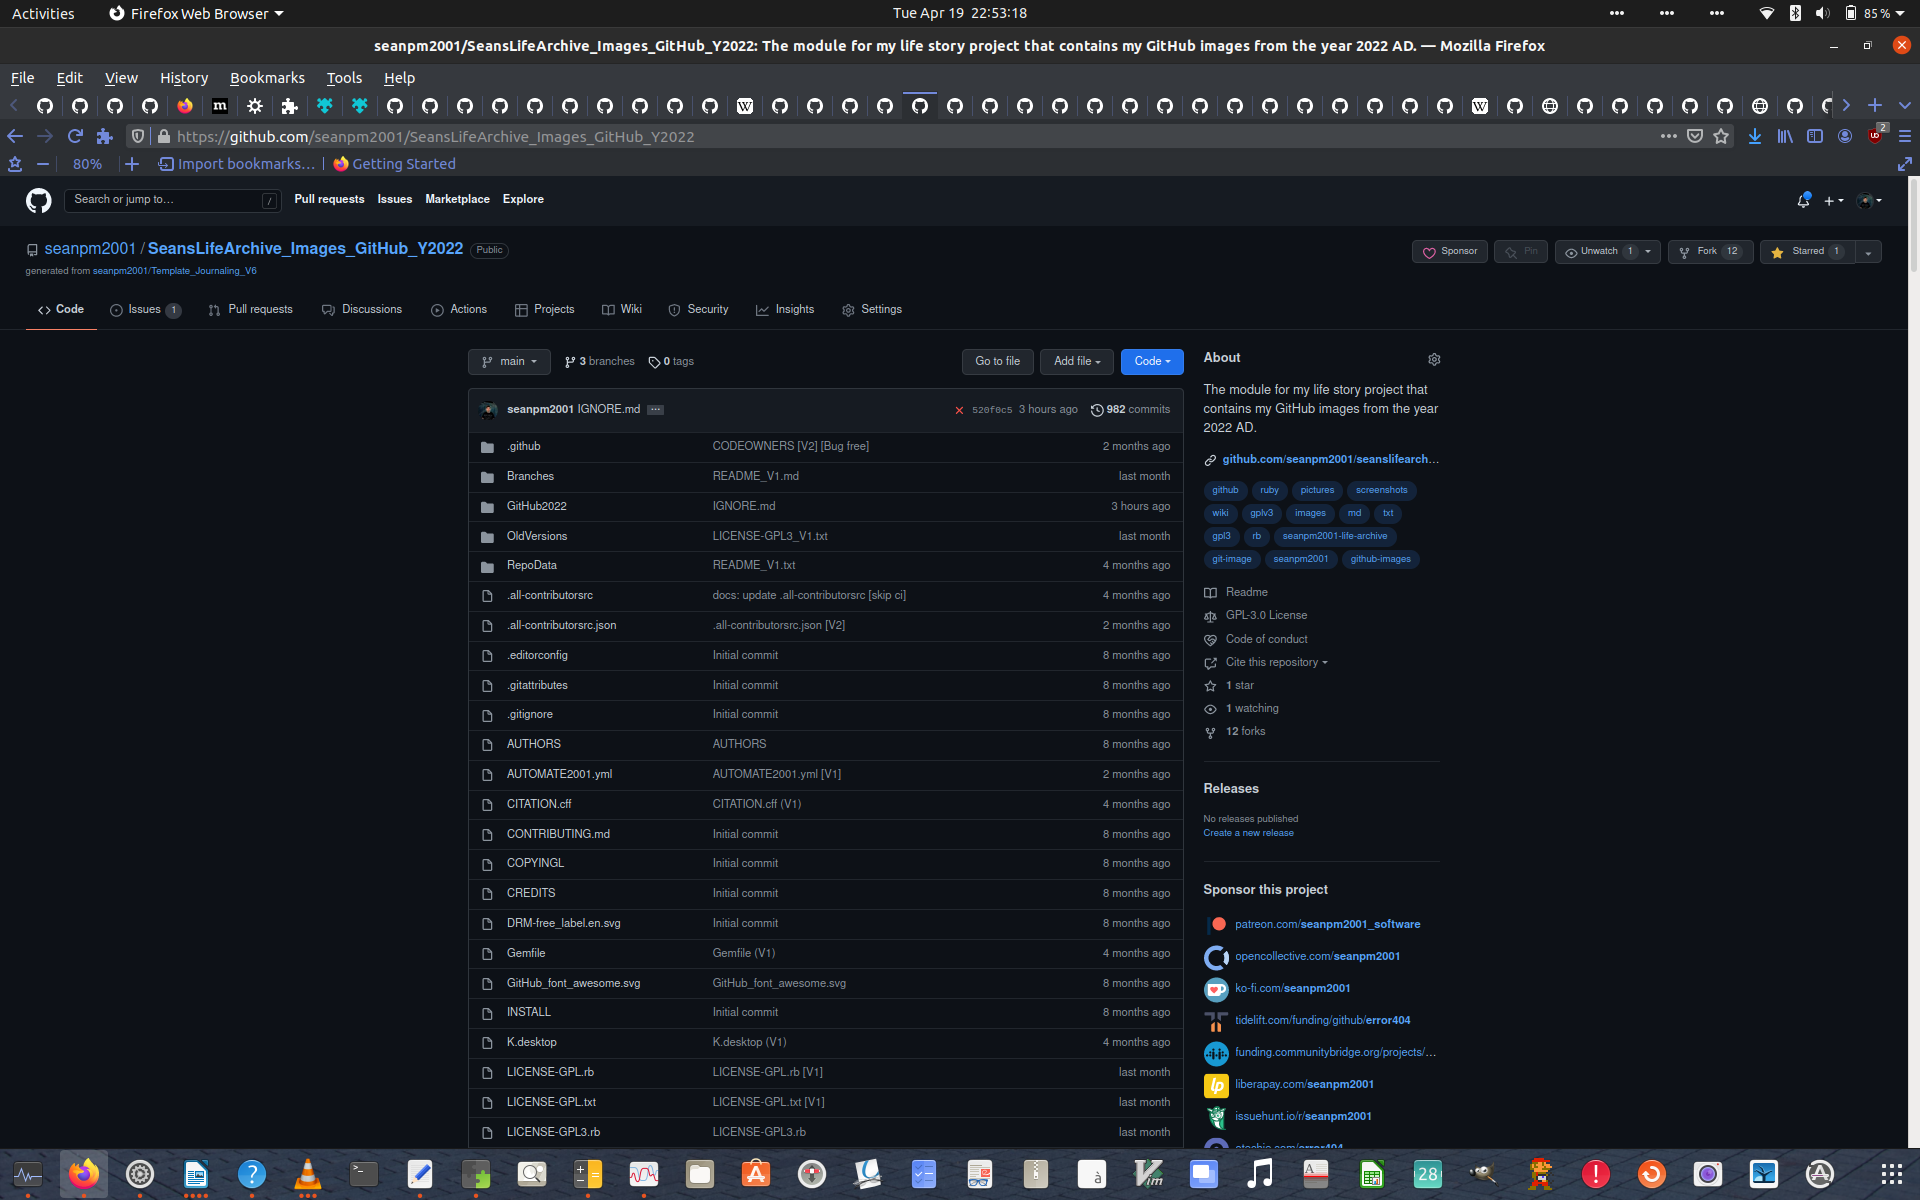 Activities Firefox Web Browser Tue Apr 19 22:53:18 85 %
seanpm2001/SeansLifeArchive_Images_GitHub_Y2022: The module for my life story project that contains my GitHub images from the year 2022 AD. — Mozilla Firefox
File Edit View History Bookmarks Tools Help
https://github.com/seanpm2001/SeansLifeArchive_Images_GitHub_Y2022 2
80% Import bookmarks… Getting Started
Search or jump to… / Pull requests Issues Marketplace Explore
seanpm2001 / SeansLifeArchive_Images_GitHub_Y2022 Public
Sponsor Pin Unwatch 1 Fork 12 Starred 1
generated from seanpm2001/Template_Journaling_V6
Code Issues 1 Pull requests Discussions Actions Projects Wiki Security Insights Settings
main 3 branches 0 tags Go to file Add file Code
seanpm2001 IGNORE.md ··· 520f0c5 3 hours ago 982 commits
.github CODEOWNERS [V2] [Bug free] 2 months ago
Branches README_V1.md last month
GitHub2022 IGNORE.md 3 hours ago
OldVersions LICENSE-GPL3_V1.txt last month
RepoData README_V1.txt 4 months ago
.all-contributorsrc docs: update .all-contributorsrc [skip ci] 4 months ago
.all-contributorsrc.json .all-contributorsrc.json [V2] 2 months ago
.editorconfig Initial commit 8 months ago
.gitattributes Initial commit 8 months ago
.gitignore Initial commit 8 months ago
AUTHORS AUTHORS 8 months ago
AUTOMATE2001.yml AUTOMATE2001.yml [V1] 2 months ago
CITATION.cff CITATION.cff (V1) 4 months ago
CONTRIBUTING.md Initial commit 8 months ago
COPYINGL Initial commit 8 months ago
CREDITS Initial commit 8 months ago
DRM-free_label.en.svg Initial commit 8 months ago
Gemfile Gemfile (V1) 4 months ago
GitHub_font_awesome.svg GitHub_font_awesome.svg 8 months ago
INSTALL Initial commit 8 months ago
K.desktop K.desktop (V1) 4 months ago
LICENSE-GPL.rb LICENSE-GPL.rb [V1] last month
LICENSE-GPL.txt LICENSE-GPL.txt [V1] last month
LICENSE-GPL3.rb LICENSE-GPL3.rb last month
About
The module for my life story project that
contains my GitHub images from the year
2022 AD.
github.com/seanpm2001/seanslifearch…
github ruby pictures screenshots
wiki gplv3 images md txt
gpl3 rb seanpm2001-life-archive
git-image seanpm2001 github-images
Readme
GPL-3.0 License
Code of conduct
Cite this repository
1 star
1 watching
12 forks
Releases
No releases published
Create a new release
Sponsor this project
patreon.com/seanpm2001_software
opencollective.com/seanpm2001
ko-fi.com/seanpm2001
tidelift.com/funding/github/error404
funding.communitybridge.org/projects/…
liberapay.com/seanpm2001
issuehunt.io/r/seanpm2001
28